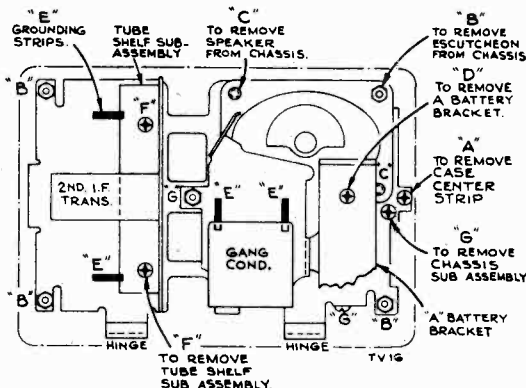 "E"
GROUNDING
STRIPS.
TUBE
SHELF SUB-
ASSEMBLY
"C"
TO REMOVE
SPEAKER
FROM CHASSIS.
"B"
TO REMOVE
ESCUTCHEON
FROM CHASSIS
"D"
TO REMOVE
A BATTERY
BRACKET.
"A"
TO REMOVE
CASE
CENTER
STRIP
"G"
TO REMOVE
CHASSIS
SUB ASSEMBLY
"A" BATTERY
BRACKET
"B"
"F"
2ND. I.F.
TRANS.
"G"
"E"
"E"
"C"
GANG
COND.
"E"
"B"
HINGE
"F"
TO REMOVE
TUBE SHELF
SUB ASSEMBLY
HINGE
"G"
"B"
TV16